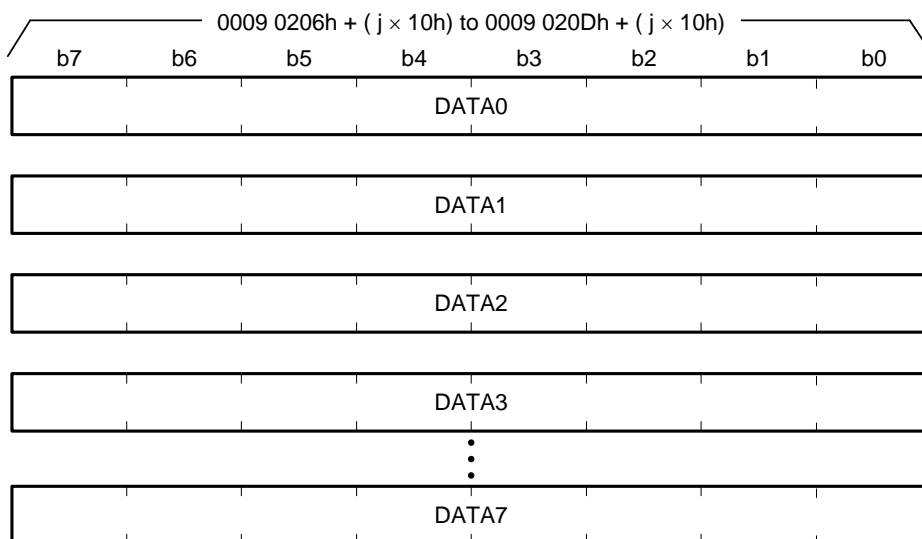 0009 0206h + ( j × 10h) to 0009 020Dh + ( j × 10h)
b7 b6 b5 b4 b3 b2 b1 b0
DATA0
DATA1
DATA2
DATA3
DATA7